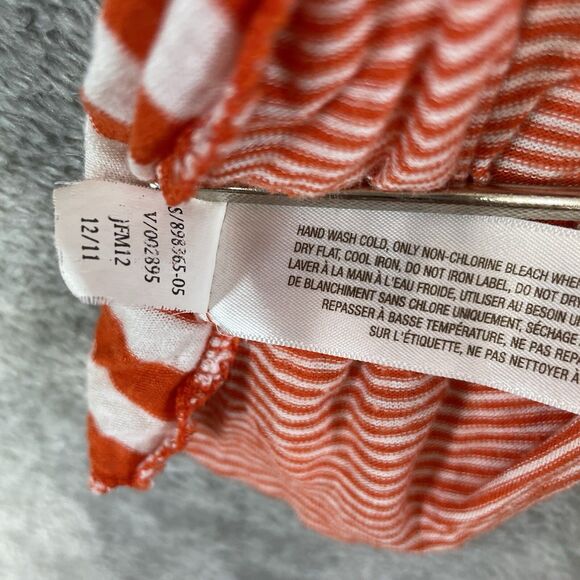 S/898365-05
V/002895
JFM12
12/11
HAND WASH COLD, ONLY NON-CHLORINE BLEACH WHE
DRY FLAT, COOL IRON, DO NOT IRON LABEL, DO NOT DR
LAVER À LA MAIN À L'EAU FROIDE, UTILISER AU BESOIN U
DE BLANCHIMENT SANS CHLORE UNIQUEMENT, SÉCHAGE
REPASSER À BASSE TEMPÉRATURE, NE PAS REP
SUR L'ÉTIQUETTE, NE PAS NETTOYER À